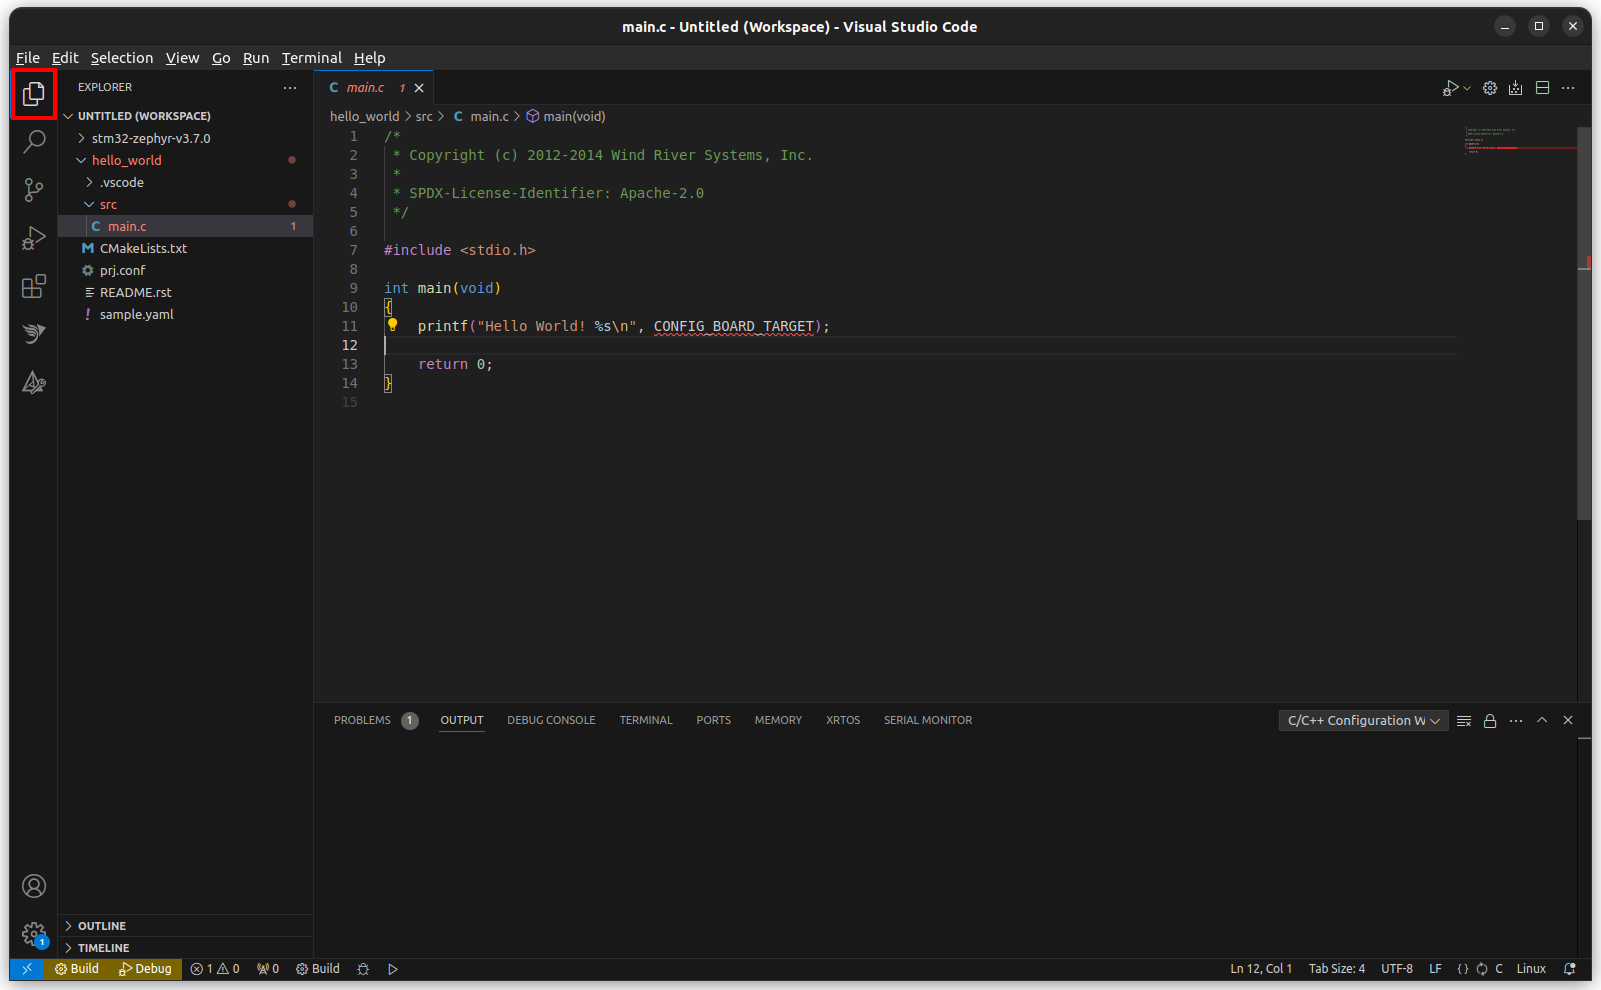 main.c - Untitled (Workspace) - Visual Studio Code
File Edit Selection View Go Run Terminal Help
EXPLORER
UNTITLED (WORKSPACE)
stm32-zephyr-v3.7.0
hello_world
.vscode
src
C main.c 1
CMakeLists.txt
prj.conf
README.rst
! sample.yaml
OUTLINE
TIMELINE
C main.c 1
hello_world > src > C main.c > main(void)
1 /*
2 * Copyright (c) 2012-2014 Wind River Systems, Inc.
3 *
4 * SPDX-License-Identifier: Apache-2.0
5 */
6
7 #include <stdio.h>
8
9 int main(void)
10 {
11 printf("Hello World! %s\n", CONFIG_BOARD_TARGET);
12
13 return 0;
14 }
15
PROBLEMS 1 OUTPUT DEBUG CONSOLE TERMINAL PORTS MEMORY XRTOS SERIAL MONITOR
C/C++ Configuration W
1
Build Debug 1 0 0 Build
Ln 12, Col 1 Tab Size: 4 UTF-8 LF {} C Linux